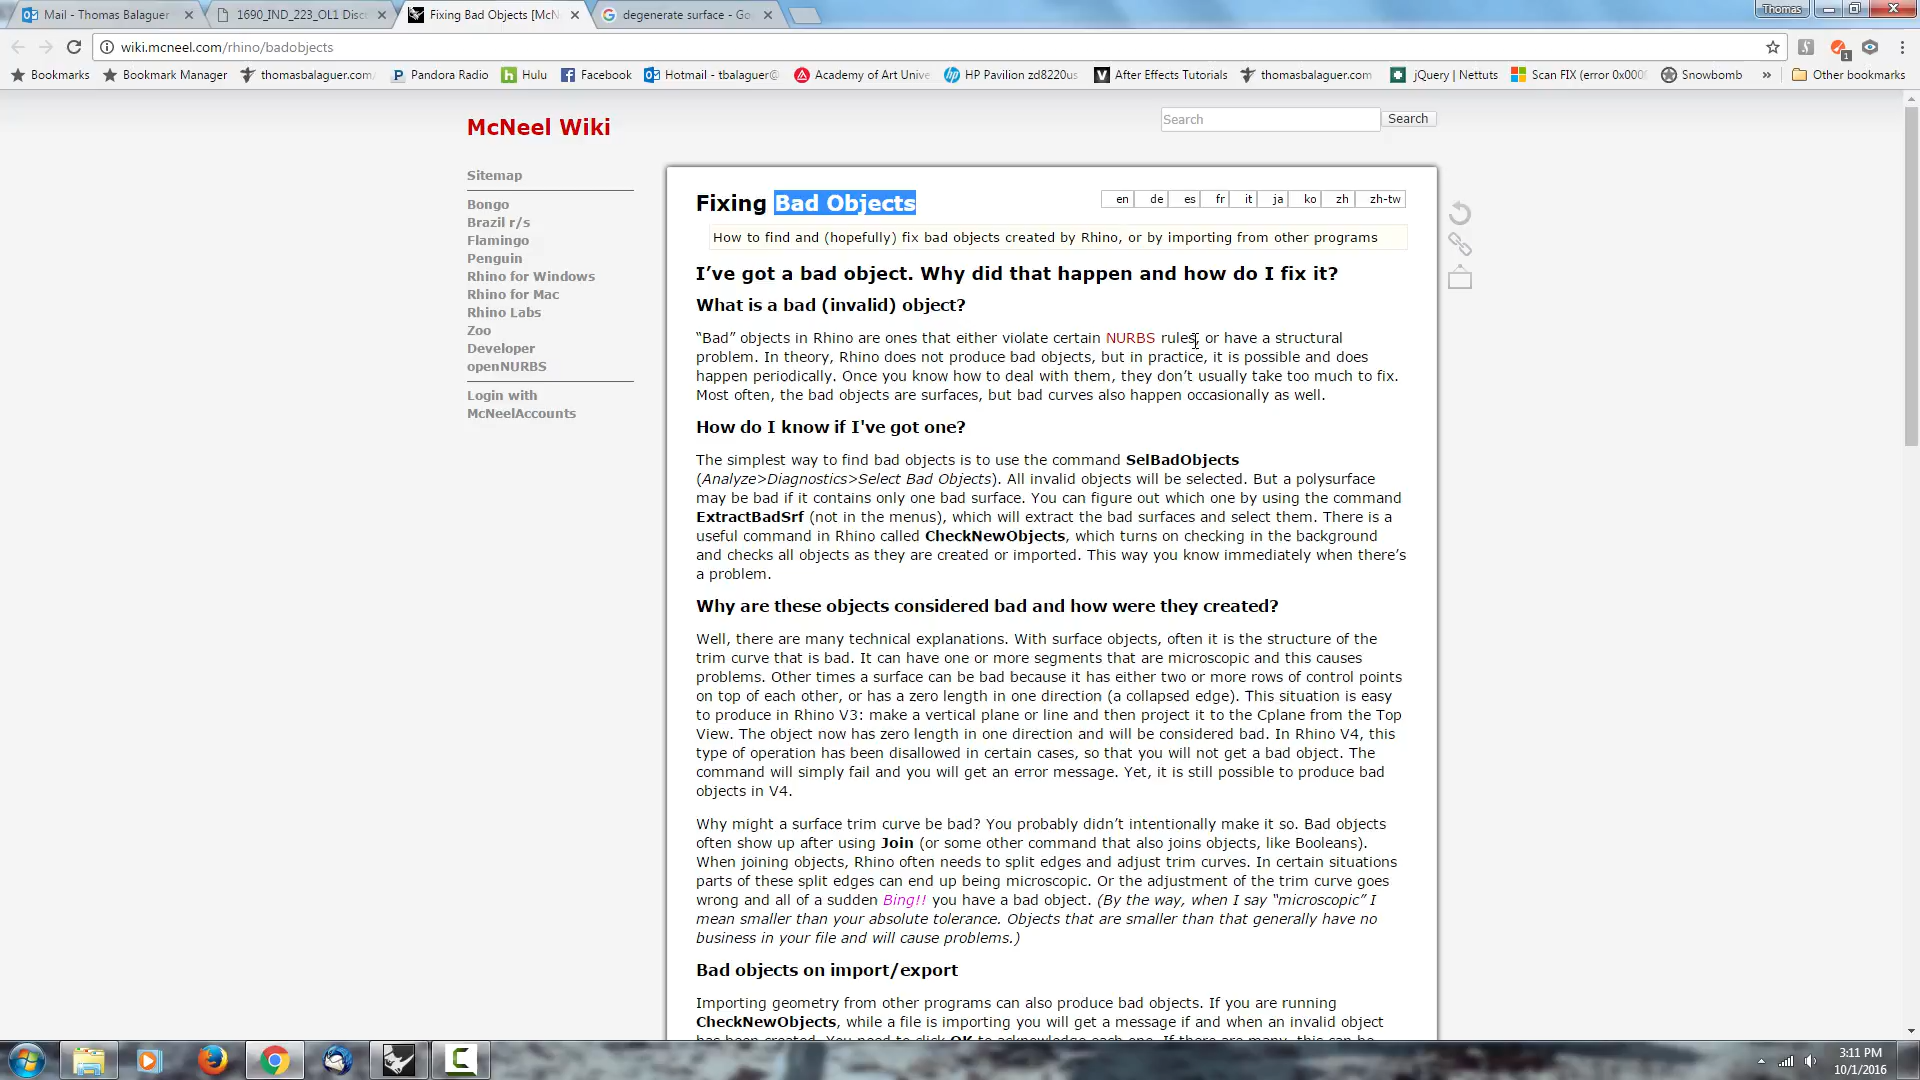 Mail - Thomas Balaguer
1690_IND_223_OL1 Disc
Fixing Bad Objects [McN
degenerate surface - Go
Thomas
wiki.mcneel.com/rhino/badobjects
Bookmarks
Bookmark Manager
thomasbalaguer.com/
Pandora Radio
Hulu
Facebook
Hotmail - tbalaguer@
Academy of Art Unive
HP Pavilion zd8220us
After Effects Tutorials
thomasbalaguer.com
jQuery | Nettuts
Scan FIX (error 0x000
Snowbomb
»
Other bookmarks
McNeel Wiki
Search
Search
Sitemap
Bongo
Brazil r/s
Flamingo
Penguin
Rhino for Windows
Rhino for Mac
Rhino Labs
Zoo
Developer
openNURBS
Login with
McNeelAccounts
Fixing Bad Objects
en de es fr it ja ko zh zh-tw
How to find and (hopefully) fix bad objects created by Rhino, or by importing from other programs
I’ve got a bad object. Why did that happen and how do I fix it?
What is a bad (invalid) object?
“Bad” objects in Rhino are ones that either violate certain NURBS rules, or have a structural
problem. In theory, Rhino does not produce bad objects, but in practice, it is possible and does
happen periodically. Once you know how to deal with them, they don’t usually take too much to fix.
Most often, the bad objects are surfaces, but bad curves also happen occasionally as well.
How do I know if I've got one?
The simplest way to find bad objects is to use the command SelBadObjects
(Analyze>Diagnostics>Select Bad Objects). All invalid objects will be selected. But a polysurface
may be bad if it contains only one bad surface. You can figure out which one by using the command
ExtractBadSrf (not in the menus), which will extract the bad surfaces and select them. There is a
useful command in Rhino called CheckNewObjects, which turns on checking in the background
and checks all objects as they are created or imported. This way you know immediately when there’s
a problem.
Why are these objects considered bad and how were they created?
Well, there are many technical explanations. With surface objects, often it is the structure of the
trim curve that is bad. It can have one or more segments that are microscopic and this causes
problems. Other times a surface can be bad because it has either two or more rows of control points
on top of each other, or has a zero length in one direction (a collapsed edge). This situation is easy
to produce in Rhino V3: make a vertical plane or line and then project it to the Cplane from the Top
View. The object now has zero length in one direction and will be considered bad. In Rhino V4, this
type of operation has been disallowed in certain cases, so that you will not get a bad object. The
command will simply fail and you will get an error message. Yet, it is still possible to produce bad
objects in V4.
Why might a surface trim curve be bad? You probably didn’t intentionally make it so. Bad objects
often show up after using Join (or some other command that also joins objects, like Booleans).
When joining objects, Rhino often needs to split edges and adjust trim curves. In certain situations
parts of these split edges can end up being microscopic. Or the adjustment of the trim curve goes
wrong and all of a sudden Bing!! you have a bad object. (By the way, when I say “microscopic” I
mean smaller than your absolute tolerance. Objects that are smaller than that generally have no
business in your file and will cause problems.)
Bad objects on import/export
Importing geometry from other programs can also produce bad objects. If you are running
CheckNewObjects, while a file is importing you will get a message if and when an invalid object
3:11 PM
10/1/2016